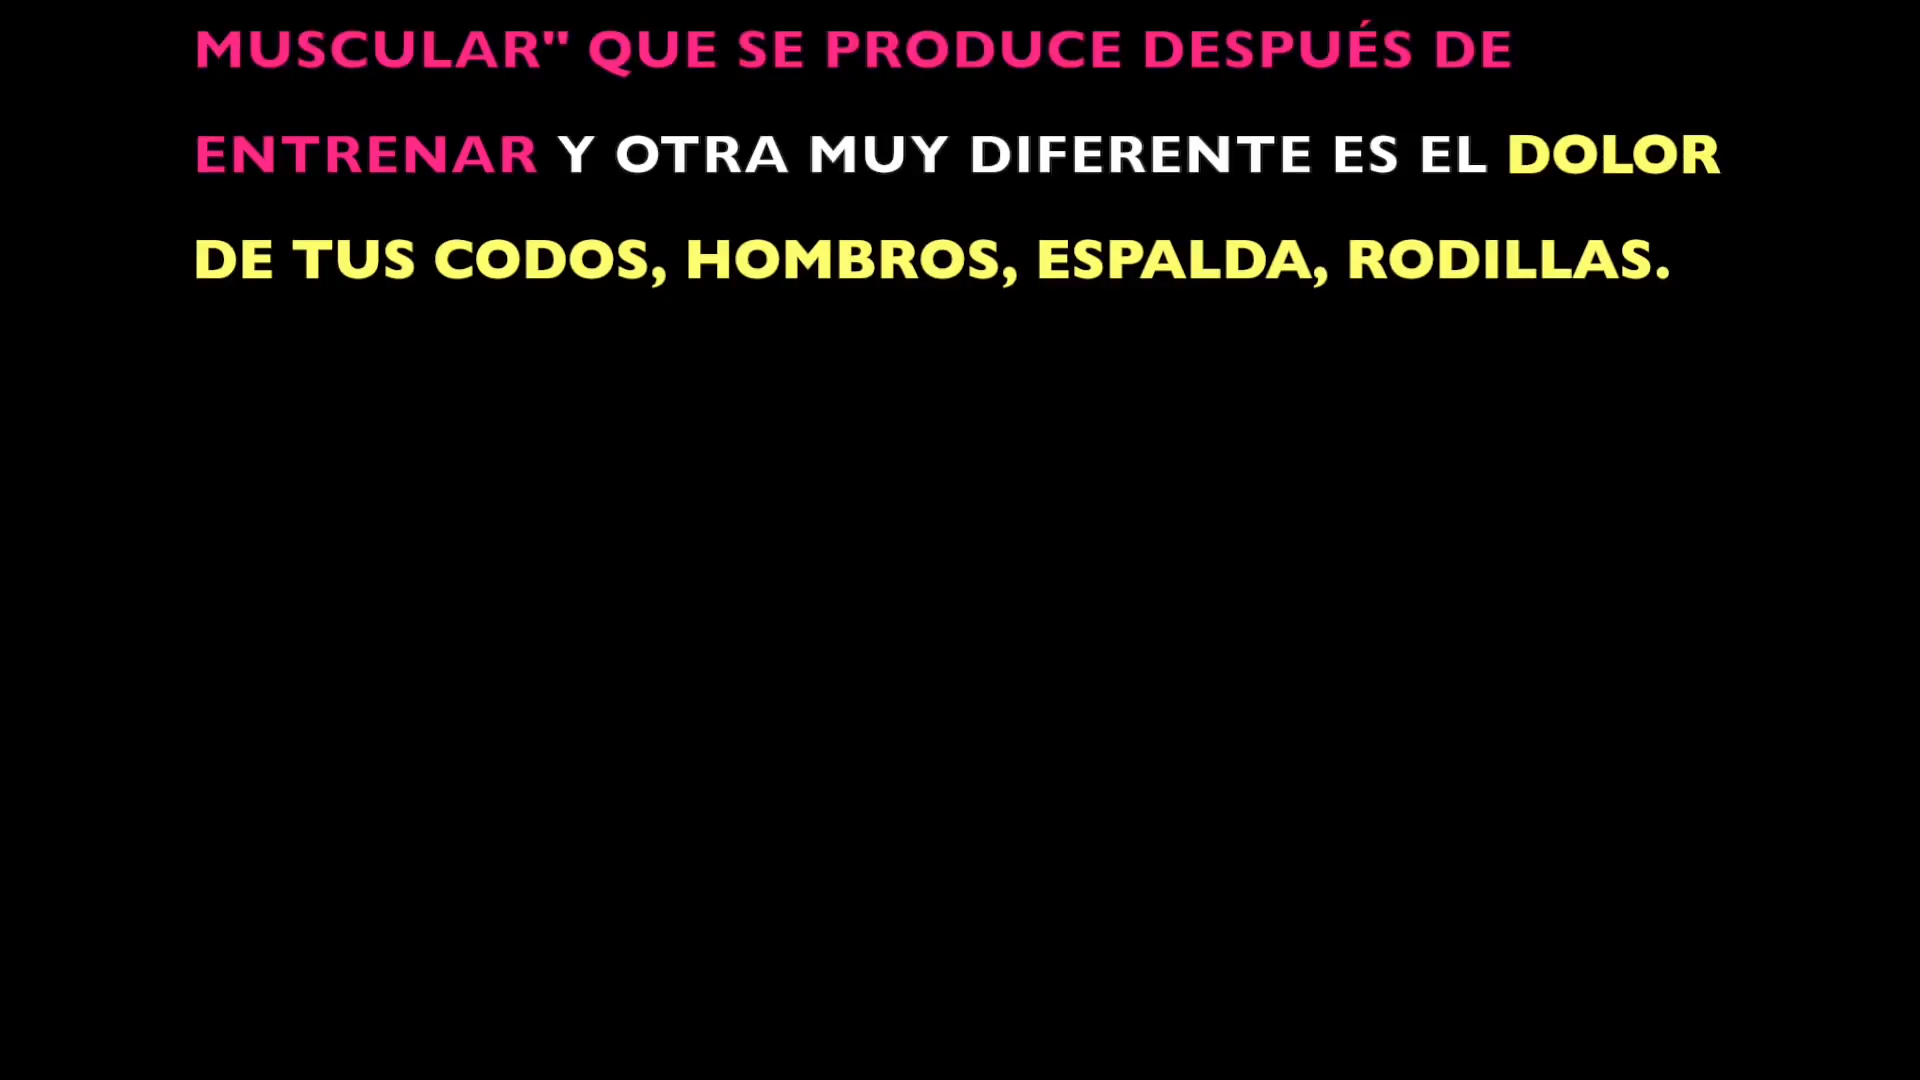 MUSCULAR" QUE SE PRODUCE DESPUÉS DE
ENTRENAR Y OTRA MUY DIFERENTE ES EL DOLOR
DE TUS CODOS, HOMBROS, ESPALDA, RODILLAS.